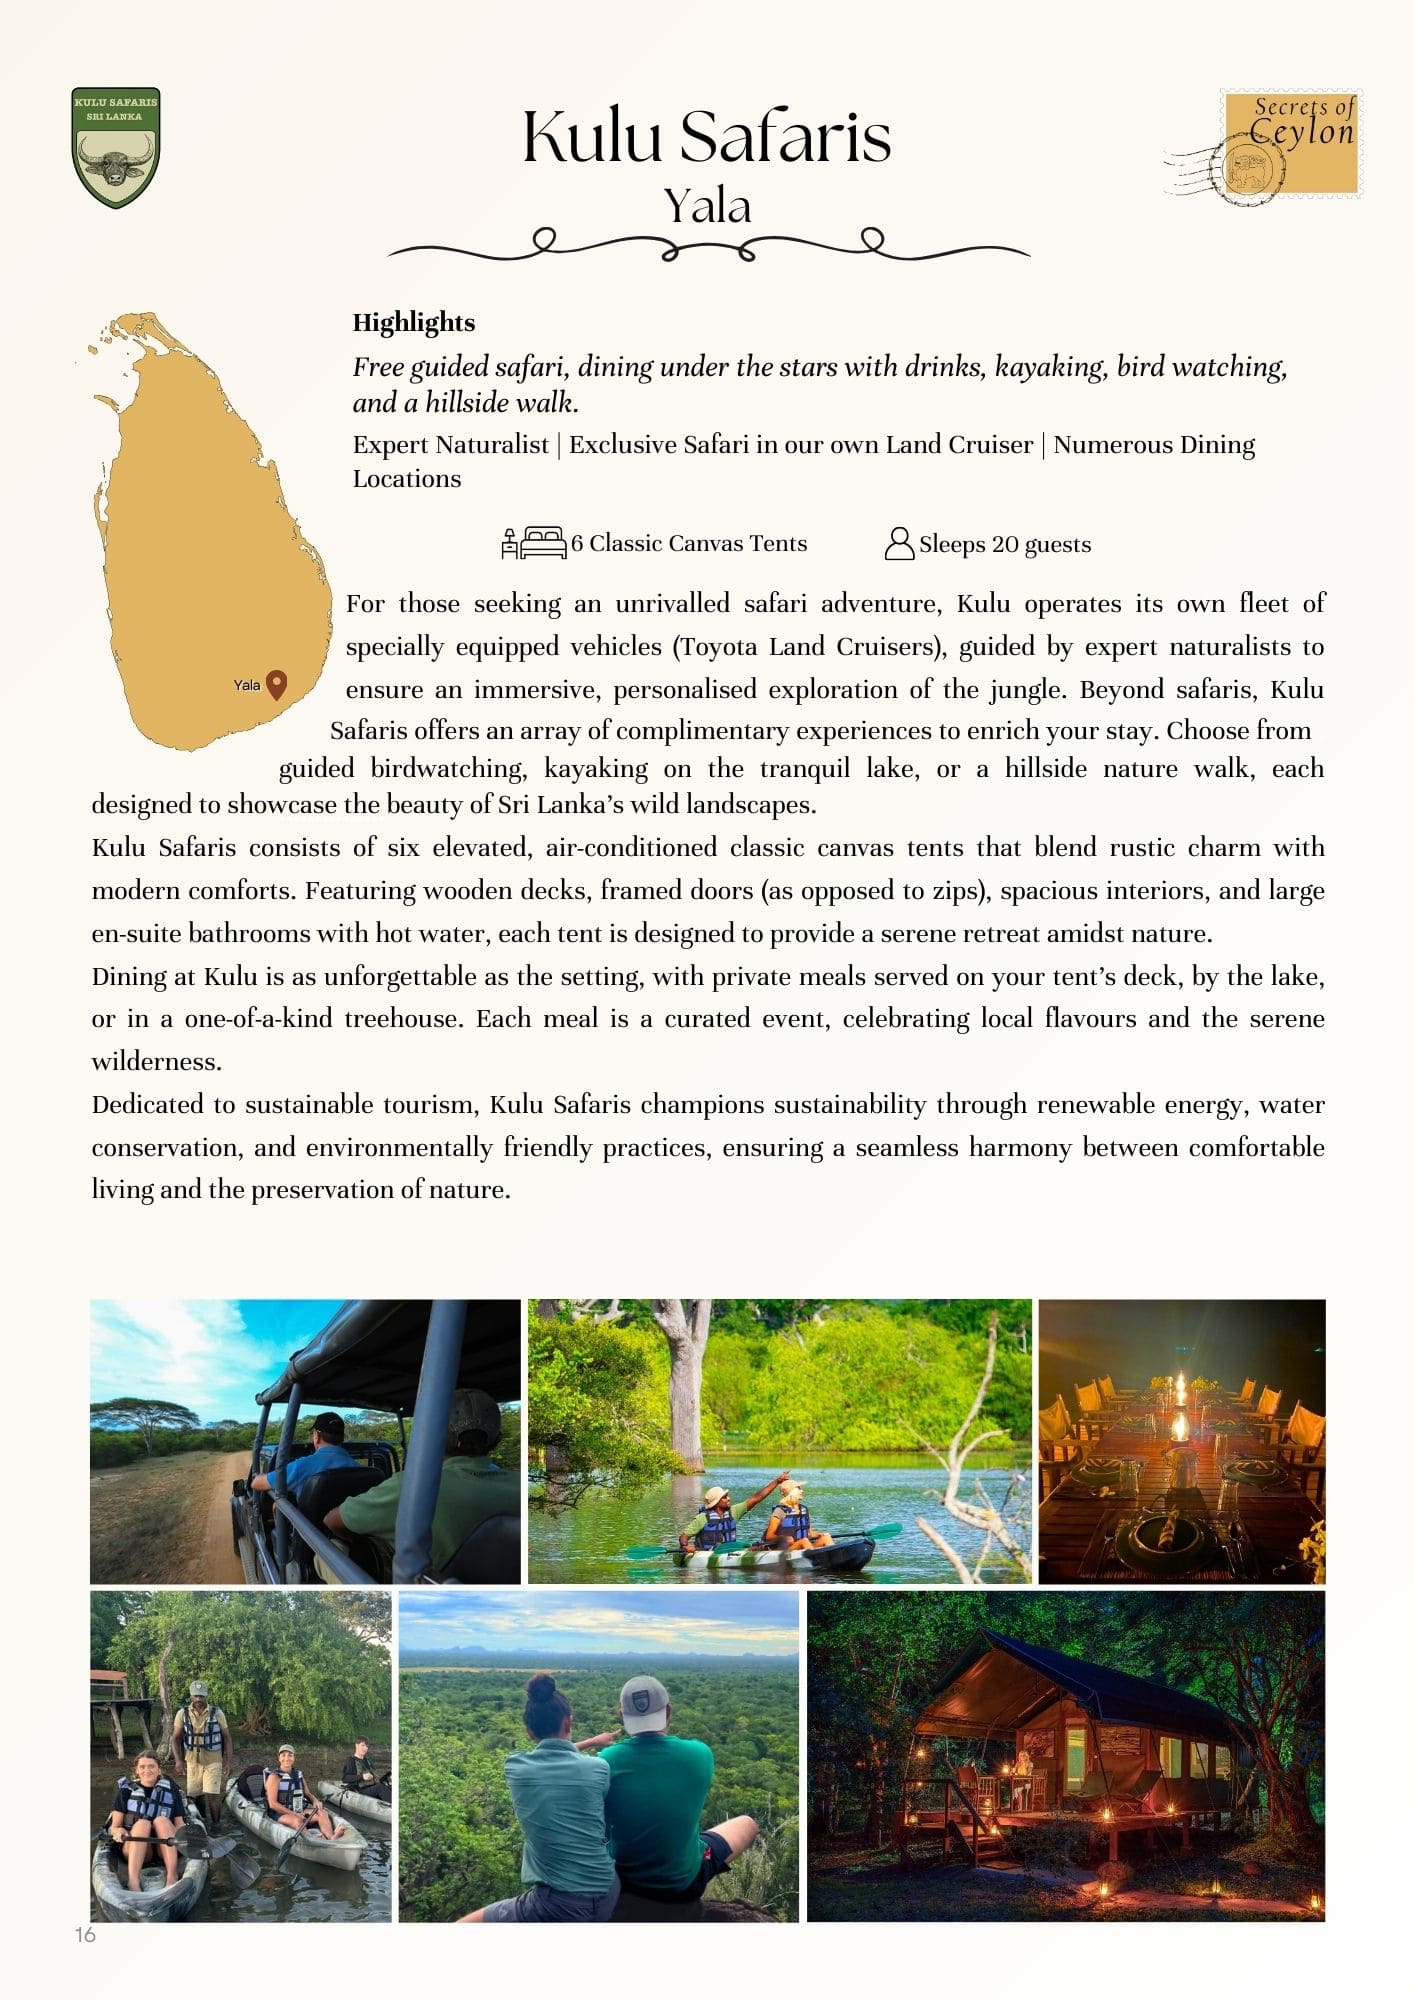 KULU SAFARIS
SRI LANKA
Kulu Safaris
Yala
Secrets of
Ceylon
Highlights
Free guided safari, dining under the stars with drinks, kayaking, bird watching,
and a hillside walk.
Expert Naturalist | Exclusive Safari in our own Land Cruiser | Numerous Dining
Locations
6 Classic Canvas Tents
Sleeps 20 guests
For those seeking an unrivalled safari adventure, Kulu operates its own fleet of
specially equipped vehicles (Toyota Land Cruisers), guided by expert naturalists to
ensure an immersive, personalised exploration of the jungle. Beyond safaris, Kulu
Safaris offers an array of complimentary experiences to enrich your stay. Choose from
guided birdwatching, kayaking on the tranquil lake, or a hillside nature walk, each
designed to showcase the beauty of Sri Lanka’s wild landscapes.
Yala
Kulu Safaris consists of six elevated, air-conditioned classic canvas tents that blend rustic charm with
modern comforts. Featuring wooden decks, framed doors (as opposed to zips), spacious interiors, and large
en-suite bathrooms with hot water, each tent is designed to provide a serene retreat amidst nature.
Dining at Kulu is as unforgettable as the setting, with private meals served on your tent’s deck, by the lake,
or in a one-of-a-kind treehouse. Each meal is a curated event, celebrating local flavours and the serene
wilderness.
Dedicated to sustainable tourism, Kulu Safaris champions sustainability through renewable energy, water
conservation, and environmentally friendly practices, ensuring a seamless harmony between comfortable
living and the preservation of nature.
16